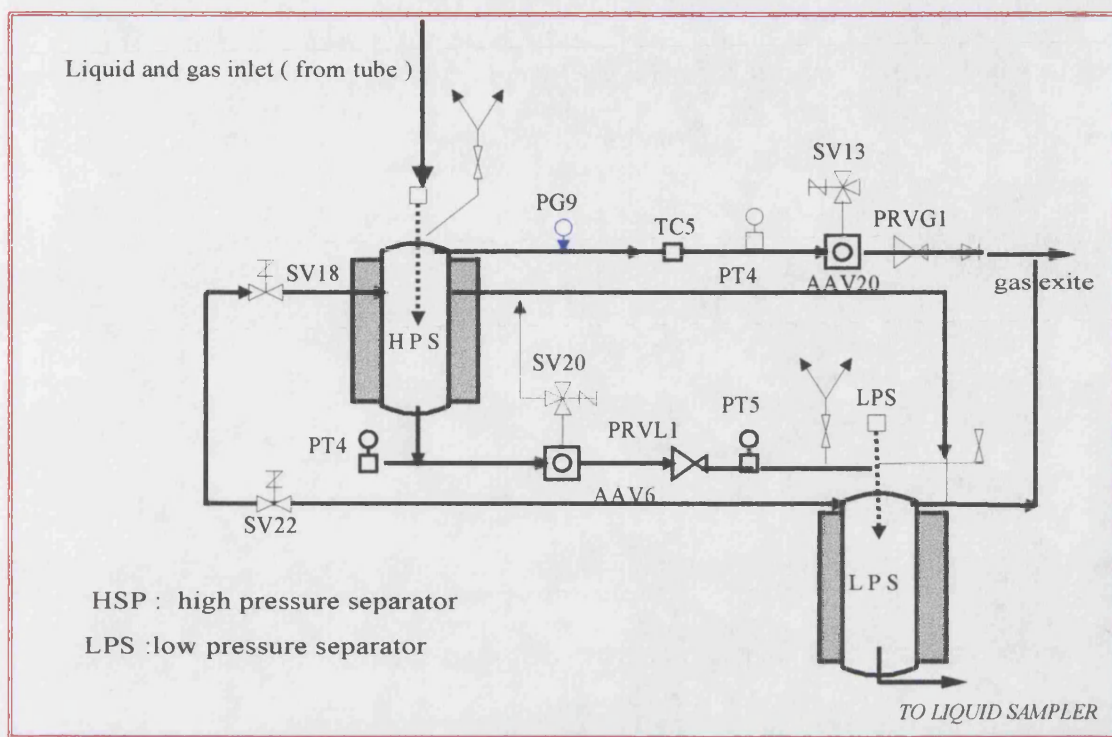 Liquid and gas inlet ( from tube )
SV13
PG9
TC5
PRVG1
SV18
PT4
AAV20
gas exite
HPS
SV20
LPS
PT5
PT4
PRVL1
AAV6
SV22
LPS
HSP : high pressure separator
LPS :low pressure separator
TO LIQUID SAMPLER